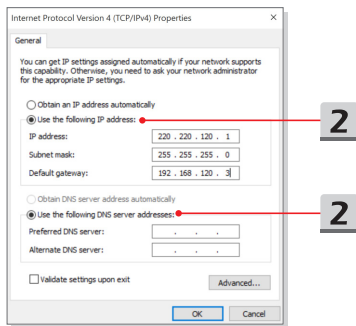 Internet Protocol Version 4 (TCP/IPv4) Properties
General
You can get IP settings assigned automatically if your network supports
this capability. Otherwise, you need to ask your network administrator
for the appropriate IP settings.
Obtain an IP address automatically
Use the following IP address:
2
IP address: 220 . 220 . 120 . 1
Subnet mask: 255 . 255 . 255 . 0
Default gateway: 192 . 168 . 120 . 3
Obtain DNS server address automatically
Use the following DNS server addresses:
2
Preferred DNS server: . . .
Alternate DNS server: . . .
Validate settings upon exit
Advanced...
OK Cancel